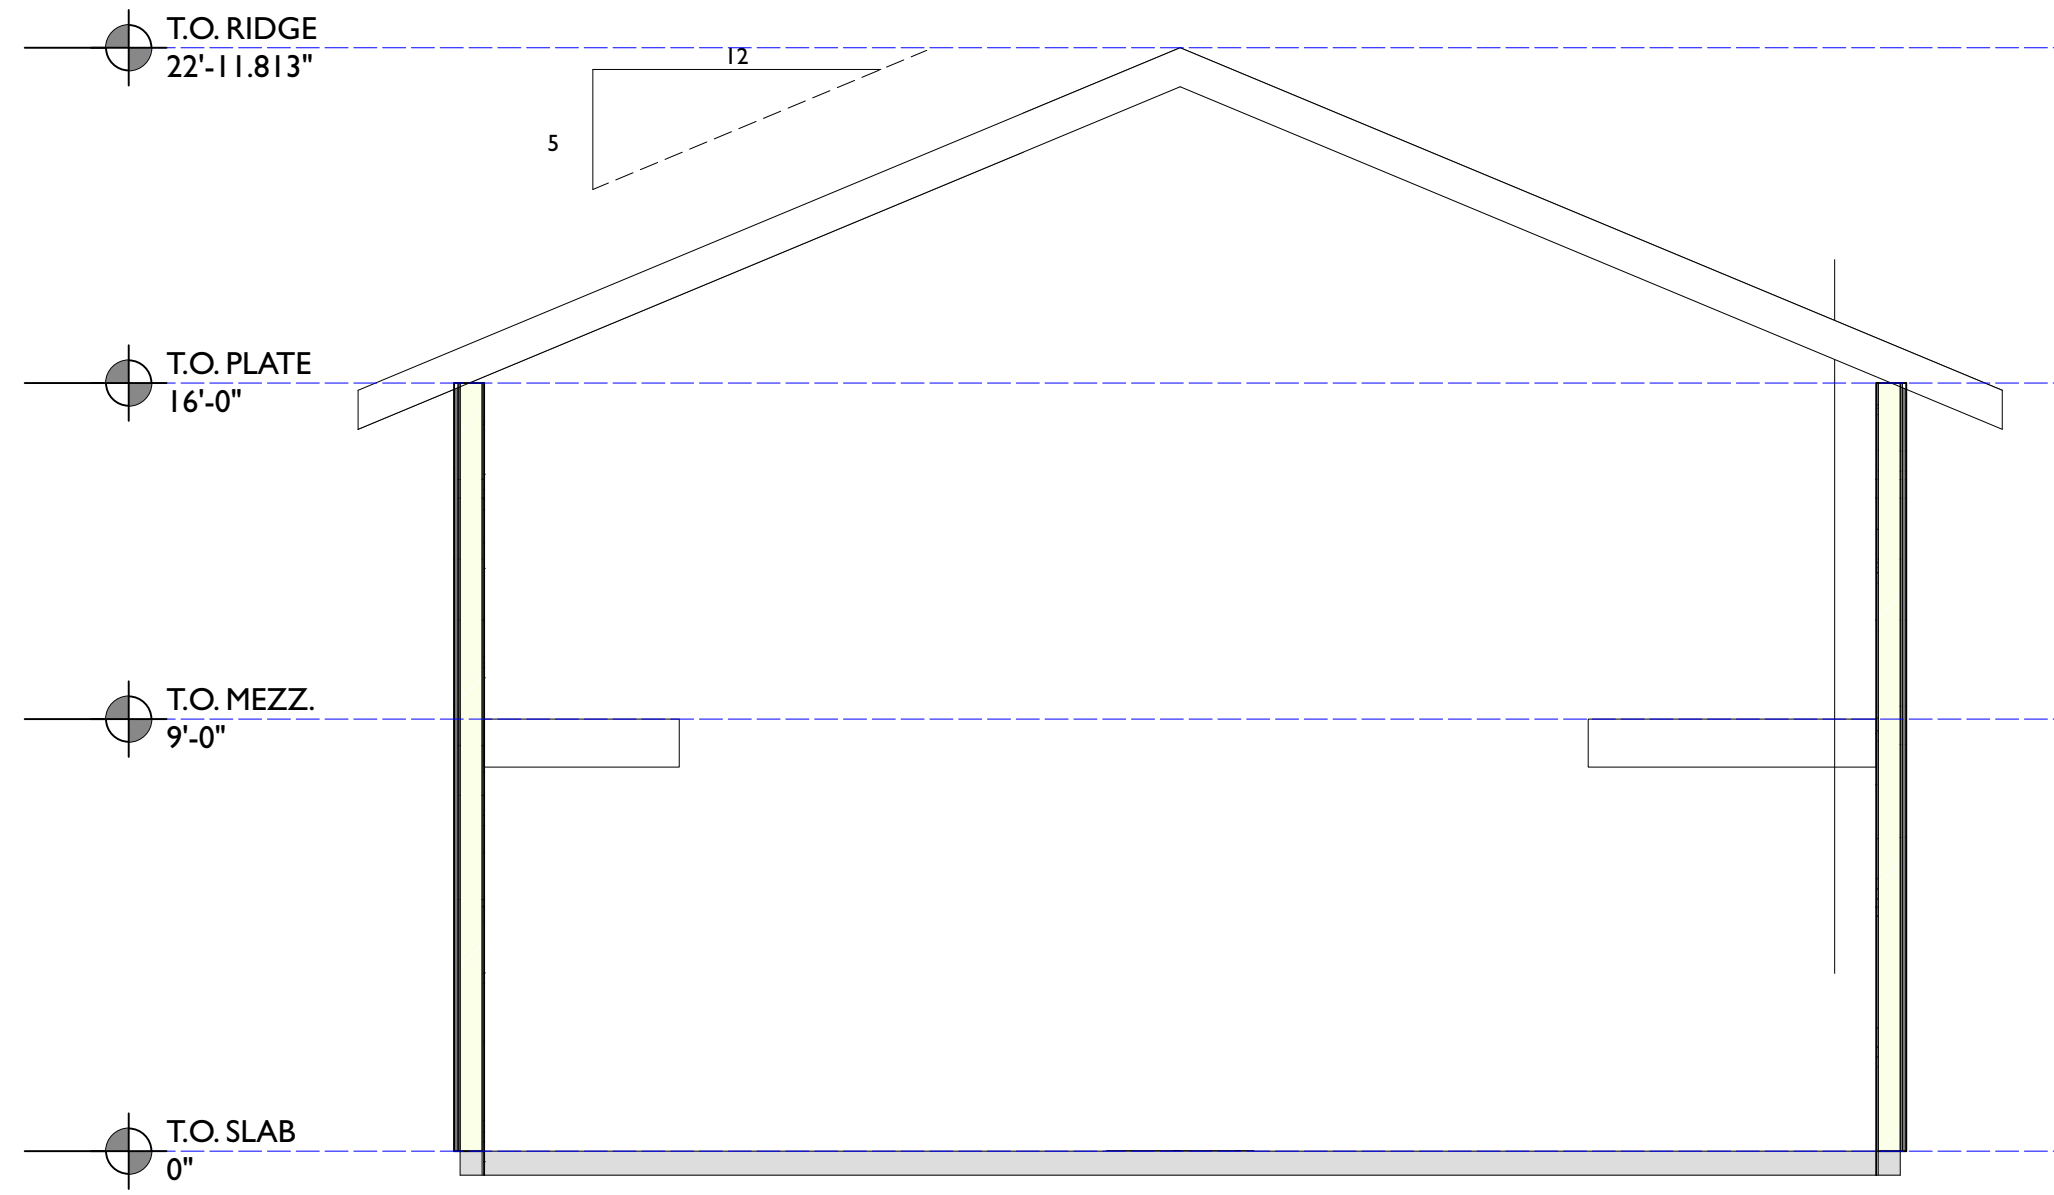 T.O. RIDGE
22'-11.813"
12
5
T.O. PLATE
16'-0"
T.O. MEZZ.
9'-0"
T.O. SLAB
0"